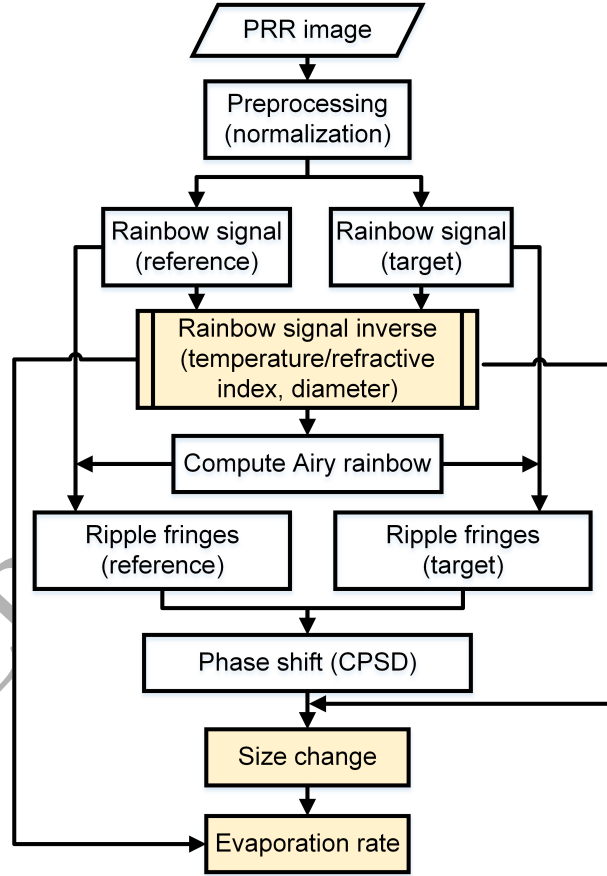 PRR image
Preprocessing
(normalization)
Rainbow signal
(reference)
Rainbow signal
(target)
Rainbow signal inverse
(temperature/refractive
index, diameter)
Compute Airy rainbow
Ripple fringes
(reference)
Ripple fringes
(target)
Phase shift (CPSD)
Size change
Evaporation rate